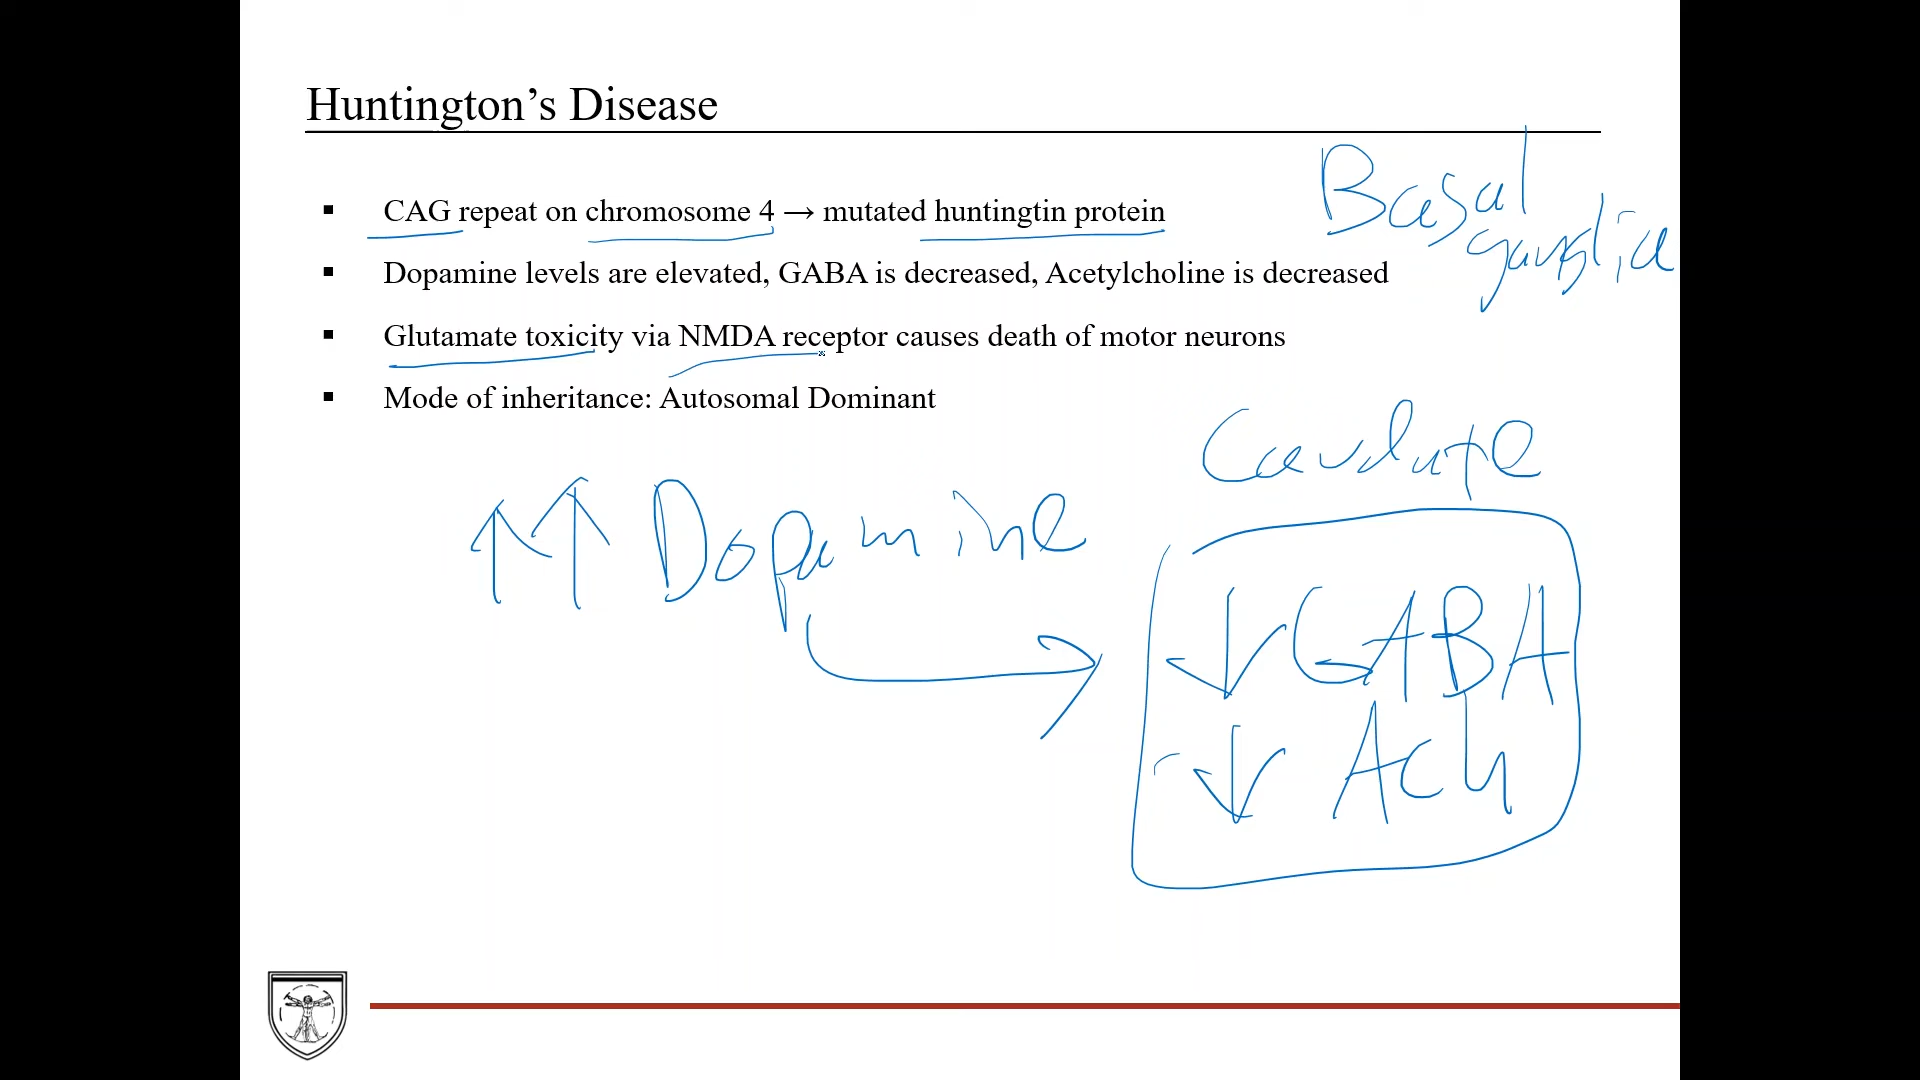 Huntington’s Disease
Basal
ganglia
▪ CAG repeat on chromosome 4 → mutated huntingtin protein
▪ Dopamine levels are elevated, GABA is decreased, Acetylcholine is decreased
▪ Glutamate toxicity via NMDA receptor causes death of motor neurons
▪ Mode of inheritance: Autosomal Dominant
Caudate
↑↑ Dopamine
↓ GABA
↓ ACh